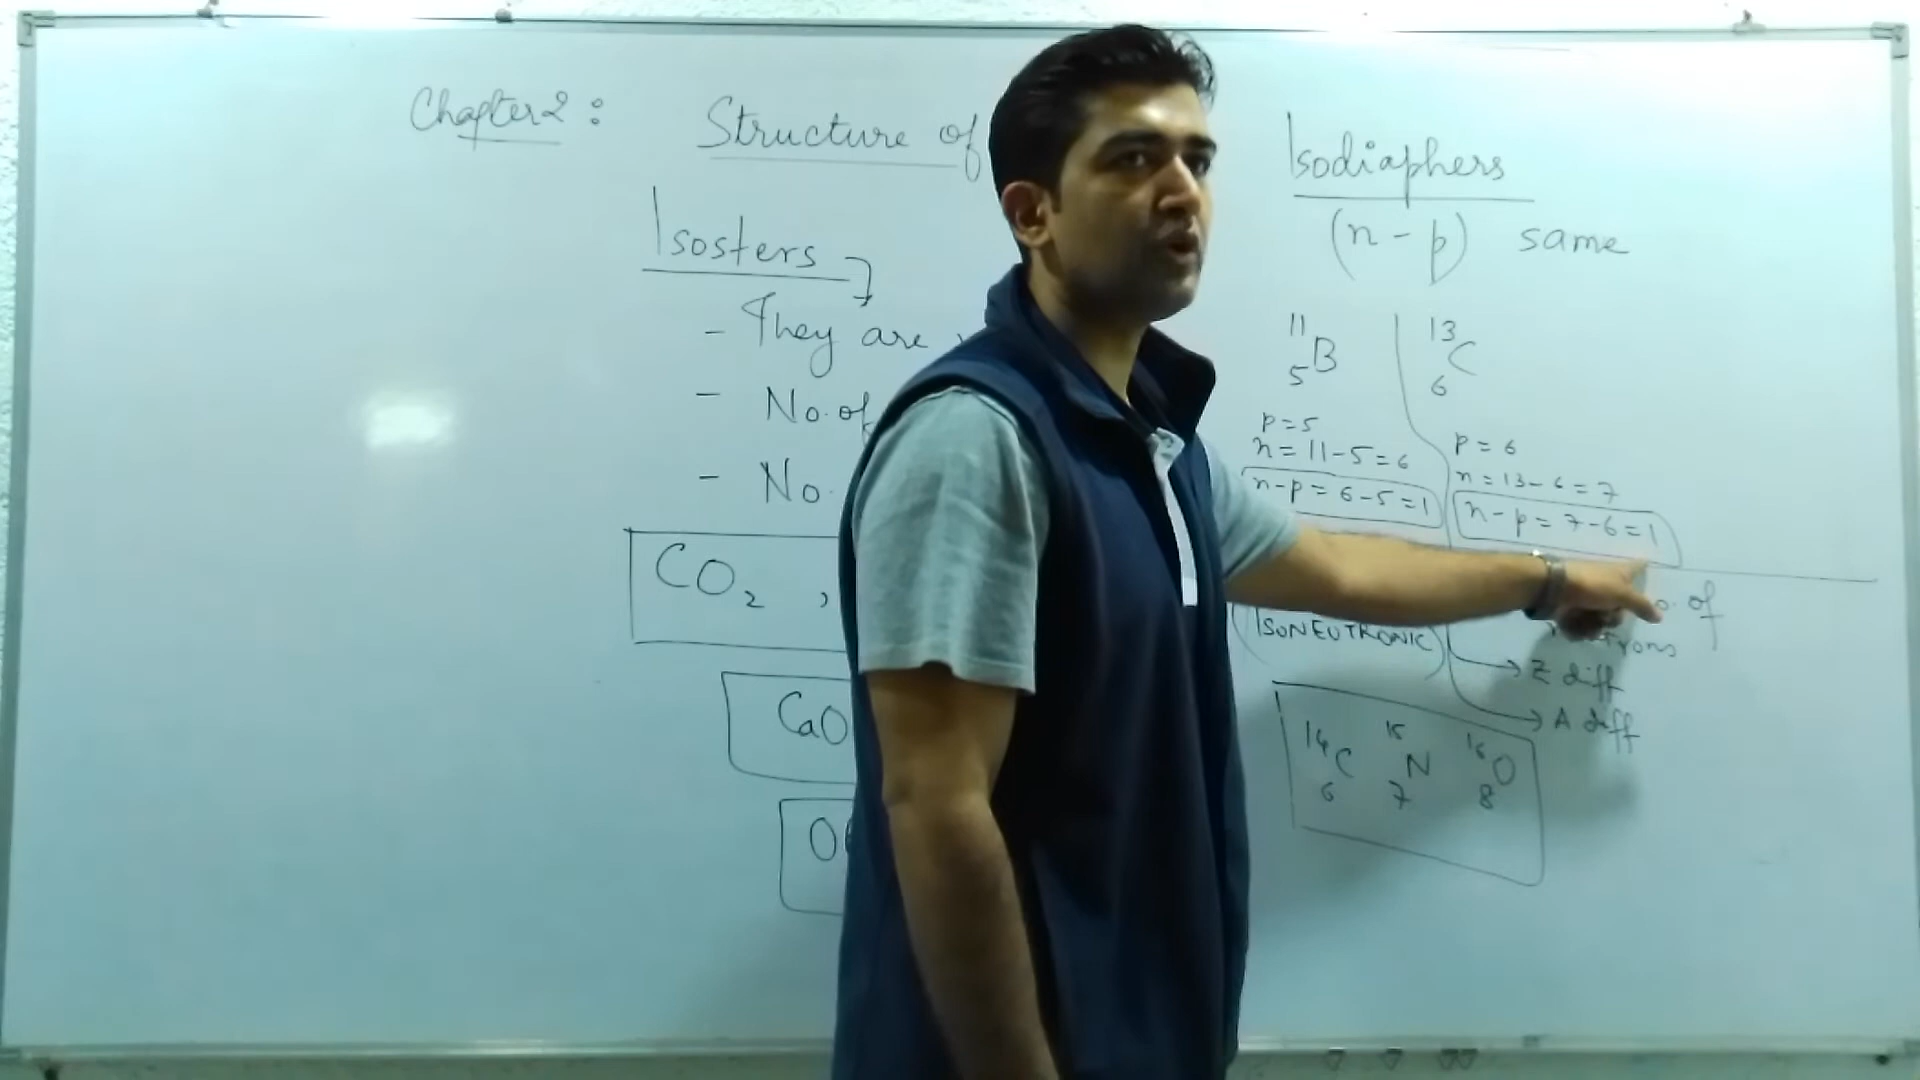 Chapter 2 : Structure of
Isosters
- They are
- No. of
- No.
CO2 ,
CaO
O
Isodiaphers
(n - p) same
11 5 B
13 6 C
p = 5
n = 11 - 5 = 6
n - p = 6 - 5 = 1
p = 6
n = 13 - 6 = 7
n - p = 7 - 6 = 1
ISONEUTRONIC
of
Z diff
A diff
14 6 C 15 7 N 16 8 O